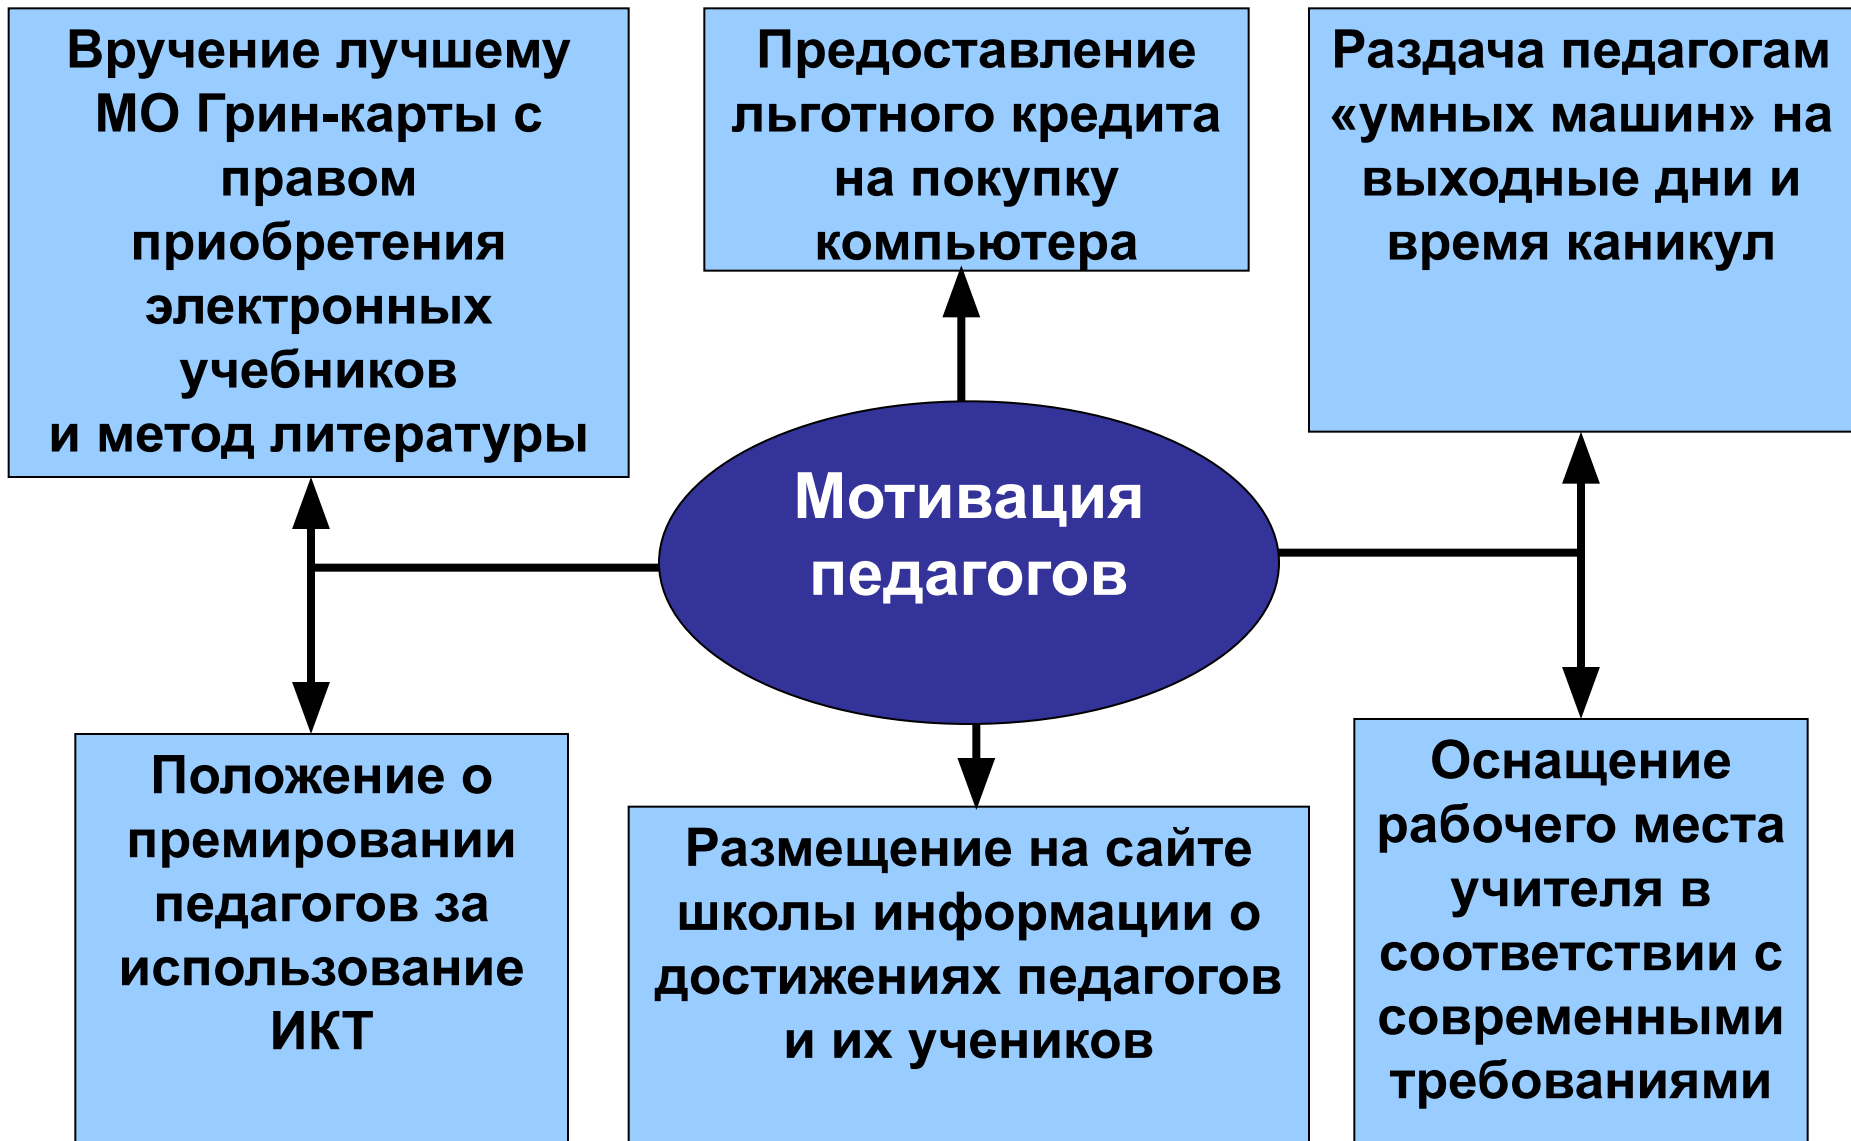 Вручение лучшему
МО Грин-карты с
правом
приобретения
электронных
учебников
и метод литературы
Предоставление
льготного кредита
на покупку
компьютера
Раздача педагогам
«умных машин» на
выходные дни и
время каникул
Мотивация
педагогов
Положение о
премировании
педагогов за
использование
ИКТ
Размещение на сайте
школы информации о
достижениях педагогов
и их учеников
Оснащение
рабочего места
учителя в
соответствии с
современными
требованиями